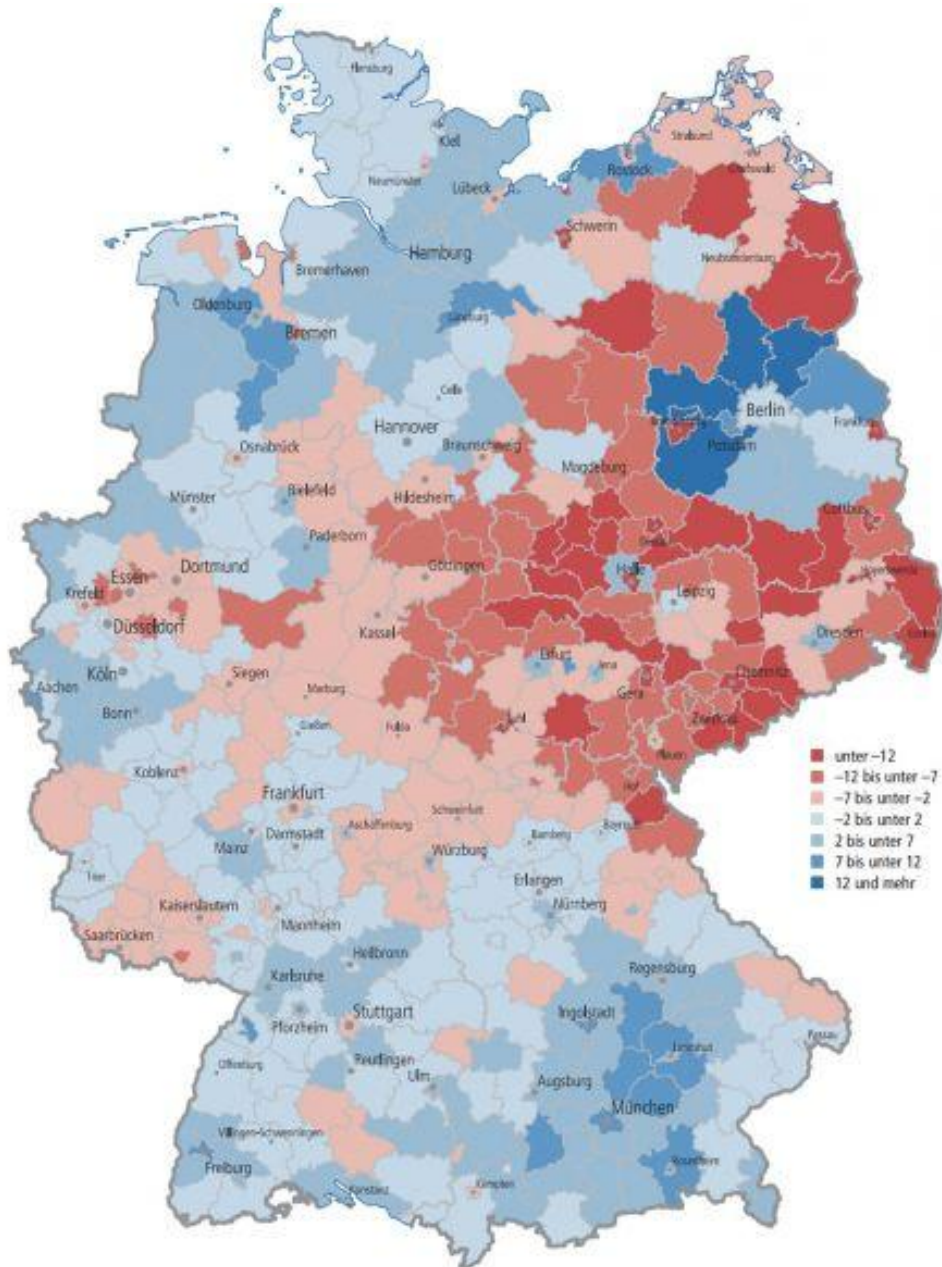 Flensburg
Kiel
Stralsund
Greifswald
Rostock
Neumünster
Lübeck
Schwerin
Hamburg
Neubrandenburg
Bremerhaven
Oldenburg
Lüneburg
Bremen
Celle
Berlin
Hannover
Frankfurt
Potsdam
Osnabrück
Braunschweig
Magdeburg
Bielefeld
Hildesheim
Münster
Cottbus
Paderborn
Dessau
Göttingen
Halle
Hoyerswerda
Dortmund
Essen
Krefeld
Leipzig
Düsseldorf
Kassel
Dresden
Görlitz
Erfurt
Jena
Köln
Siegen
Chemnitz
Aachen
Gera
Marburg
Bonn
Zwickau
Gießen
Fulda
Suhl
Plauen
Koblenz
Hof
Frankfurt
Schweinfurt
Aschaffenburg
Bayreuth
Mainz
Darmstadt
Bamberg
Würzburg
Trier
Erlangen
Kaiserslautern
Nürnberg
Mannheim
Saarbrücken
Heilbronn
Karlsruhe
Regensburg
Stuttgart
Ingolstadt
Pforzheim
Passau
Landshut
Reutlingen
Offenburg
Ulm
Augsburg
München
Villingen-Schwenningen
Freiburg
Rosenheim
Konstanz
Kempten
unter –12
–12 bis unter –7
–7 bis unter –2
–2 bis unter 2
2 bis unter 7
7 bis unter 12
12 und mehr